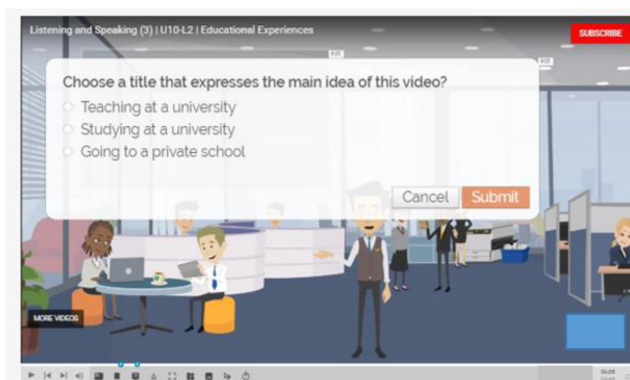 Listening and Speaking (3) | U10-L2 | Educational Experiences
SUBSCRIBE
Choose a title that expresses the main idea of this video?
Teaching at a university
Studying at a university
Going to a private school
Cancel Submit
MORE VIDEOS